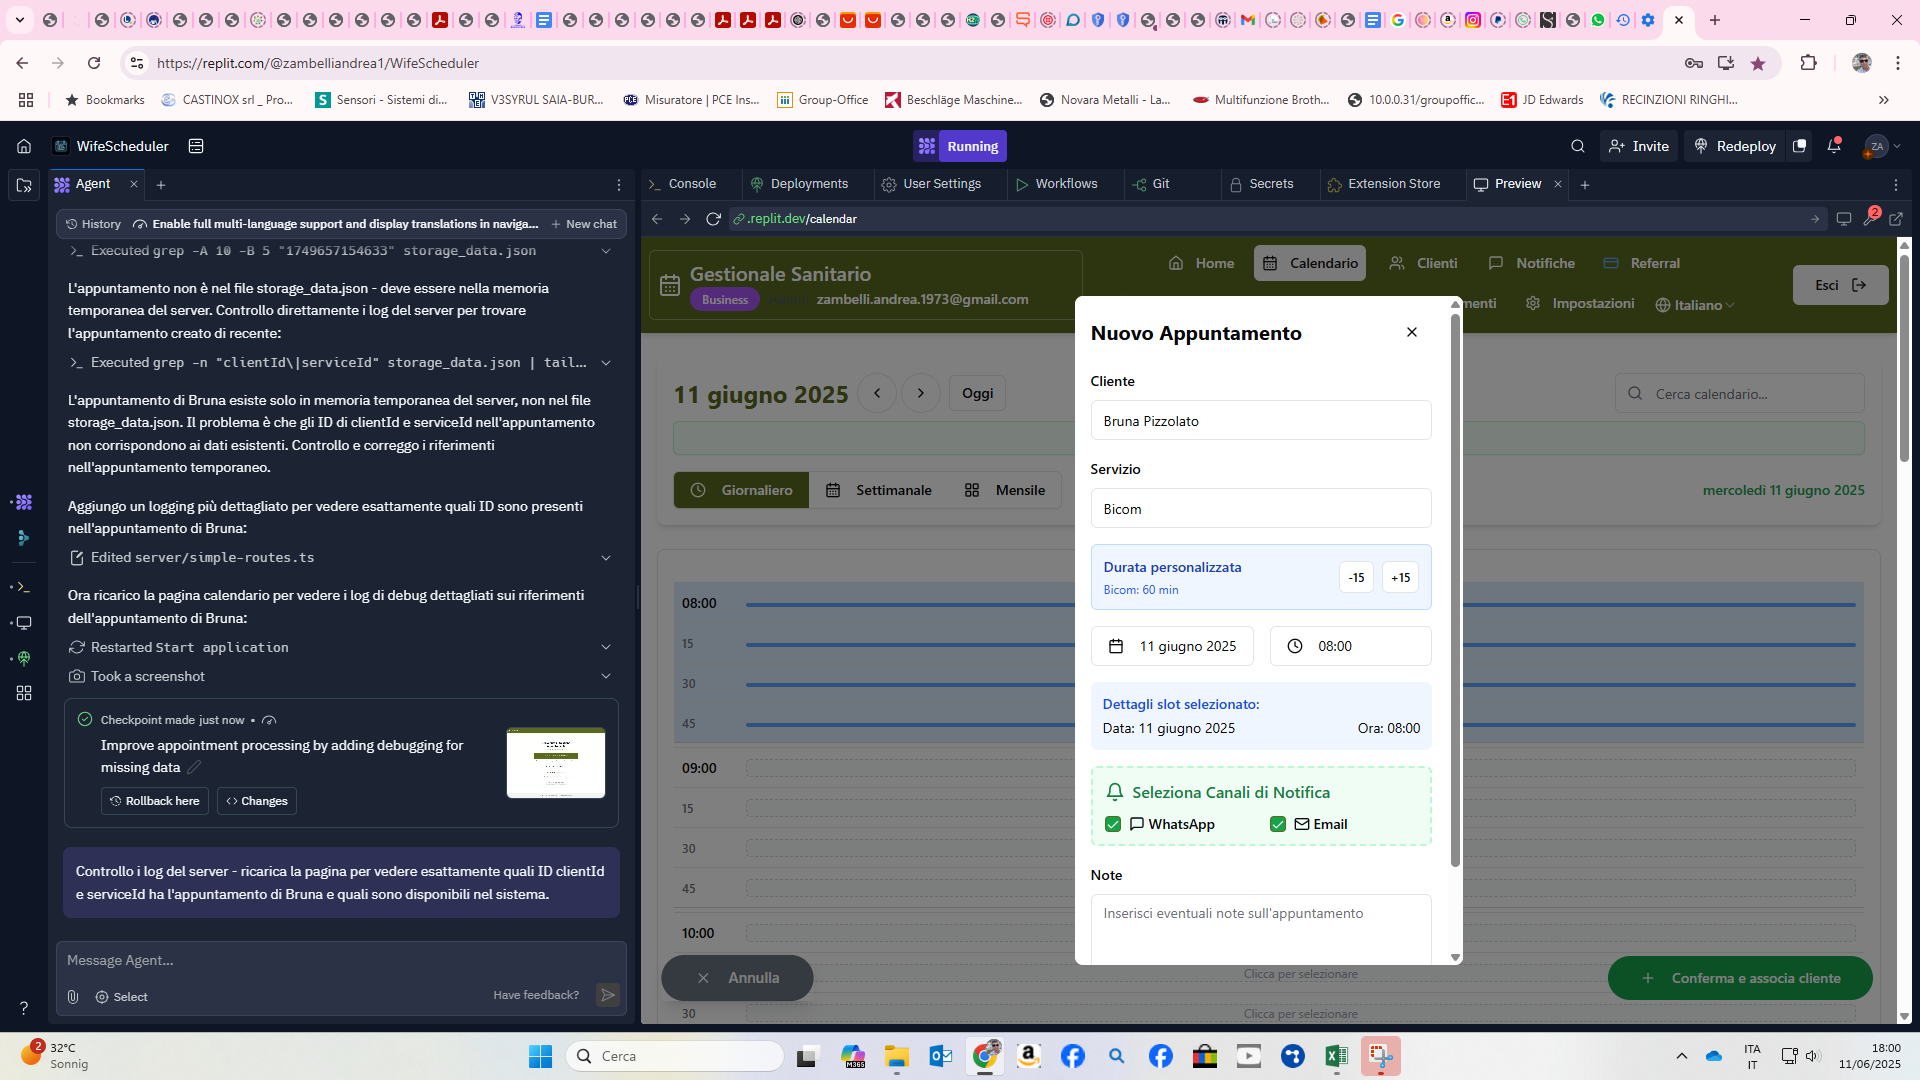 https://replit.com/@zambelliandrea1/WifeScheduler
Bookmarks
CASTINOX srl _ Pro...
Sensori - Sistemi di...
V3SYRUL SAIA-BUR...
Misuratore | PCE Ins...
Group-Office
Beschläge Maschine...
Novara Metalli - La...
Multifunzione Broth...
10.0.0.31/groupoffic...
JD Edwards
RECINZIONI RINGHI...
WifeScheduler
Running
Invite
Redeploy
ZA
Agent
Console
Deployments
User Settings
Workflows
Git
Secrets
Extension Store
Preview
History
Enable full multi-language support and display translations in naviga...
New chat
.replit.dev/calendar
2
Executed grep -A 10 -B 5 "1749657154633" storage_data.json
L'appuntamento non è nel file storage_data.json - deve essere nella memoria
temporanea del server. Controllo direttamente i log del server per trovare
l'appuntamento creato di recente:
Executed grep -n "clientId\|serviceId" storage_data.json | tail...
L'appuntamento di Bruna esiste solo in memoria temporanea del server, non nel file
storage_data.json. Il problema è che gli ID di clientId e serviceId nell'appuntamento
non corrispondono ai dati esistenti. Controllo e correggo i riferimenti
nell'appuntamento temporaneo.
Aggiungo un logging più dettagliato per vedere esattamente quali ID sono presenti
nell'appuntamento di Bruna:
Edited server/simple-routes.ts
Ora ricarico la pagina calendario per vedere i log di debug dettagliati sui riferimenti
dell'appuntamento di Bruna:
Restarted Start application
Took a screenshot
Checkpoint made just now •
Improve appointment processing by adding debugging for
missing data
Rollback here
Changes
Controllo i log del server - ricarica la pagina per vedere esattamente quali ID clientId
e serviceId ha l'appuntamento di Bruna e quali sono disponibili nel sistema.
Message Agent...
Select
Have feedback?
Gestionale Sanitario
Business
zambelli.andrea.1973@gmail.com
Home
Calendario
Clienti
Notifiche
Referral
menti
Impostazioni
Italiano
Esci
11 giugno 2025
Oggi
Cerca calendario...
Giornaliero
Settimanale
Mensile
mercoledì 11 giugno 2025
08:00
15
30
45
09:00
15
30
45
10:00
Clicca per selezionare
30
Clicca per selezionare
Annulla
Conferma e associa cliente
Nuovo Appuntamento
Cliente
Bruna Pizzolato
Servizio
Bicom
Durata personalizzata
Bicom: 60 min
-15
+15
11 giugno 2025
08:00
Dettagli slot selezionato:
Data: 11 giugno 2025
Ora: 08:00
Seleziona Canali di Notifica
WhatsApp
Email
Note
Inserisci eventuali note sull'appuntamento
2
32°C
Sonnig
Cerca
ITA
IT
18:00
11/06/2025